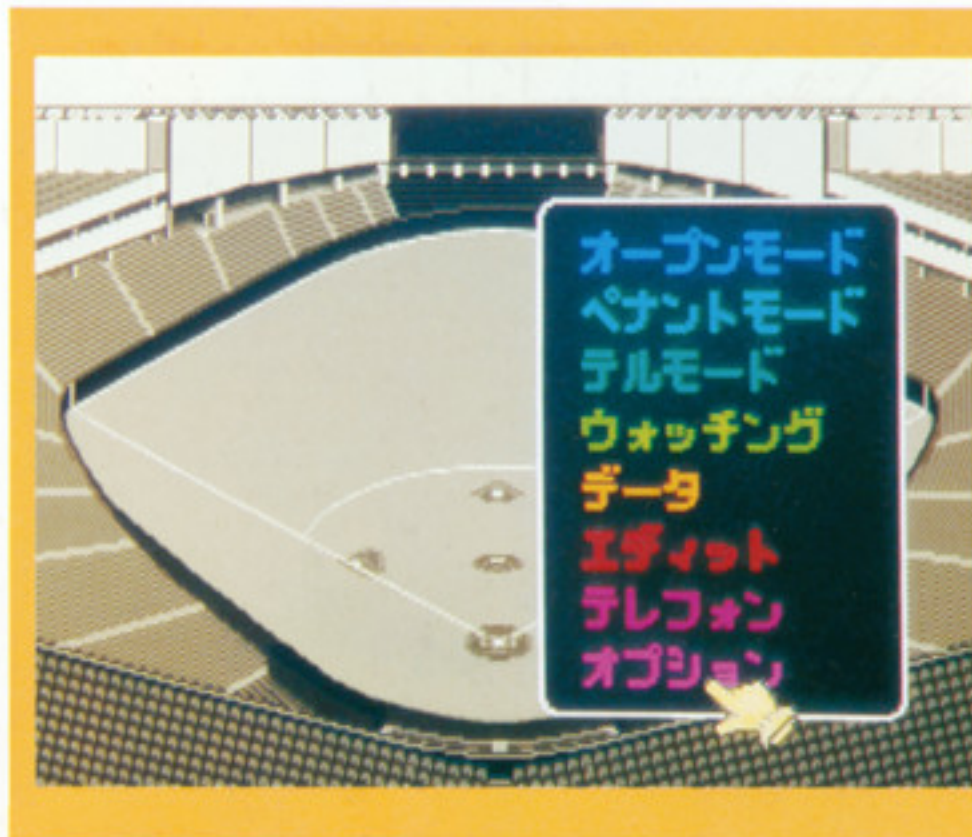 オープンモード
ペナントモード
テルモード
ウォッチング
データ
エディット
テレフォン
オプション